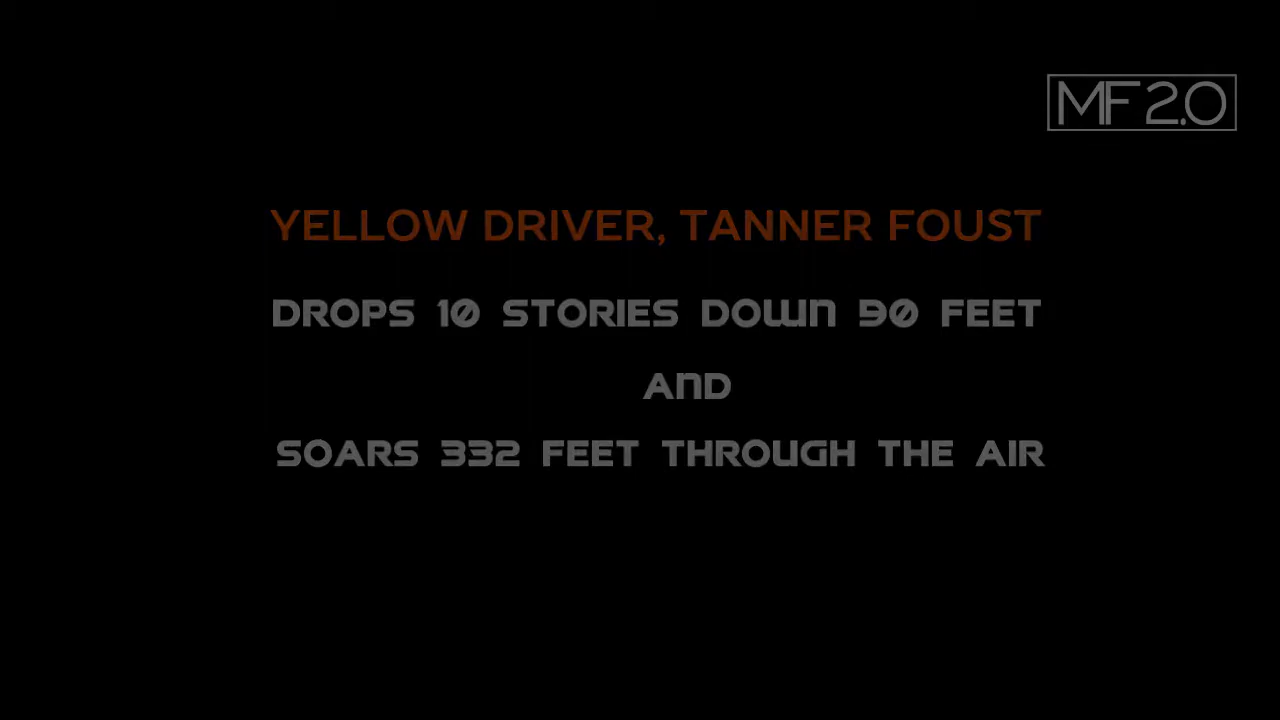 MF 2.0
YELLOW DRIVER, TANNER FOUST
DROPS 10 STORIES DOWN 90 FEET
AND
SOARS 332 FEET THROUGH THE AIR